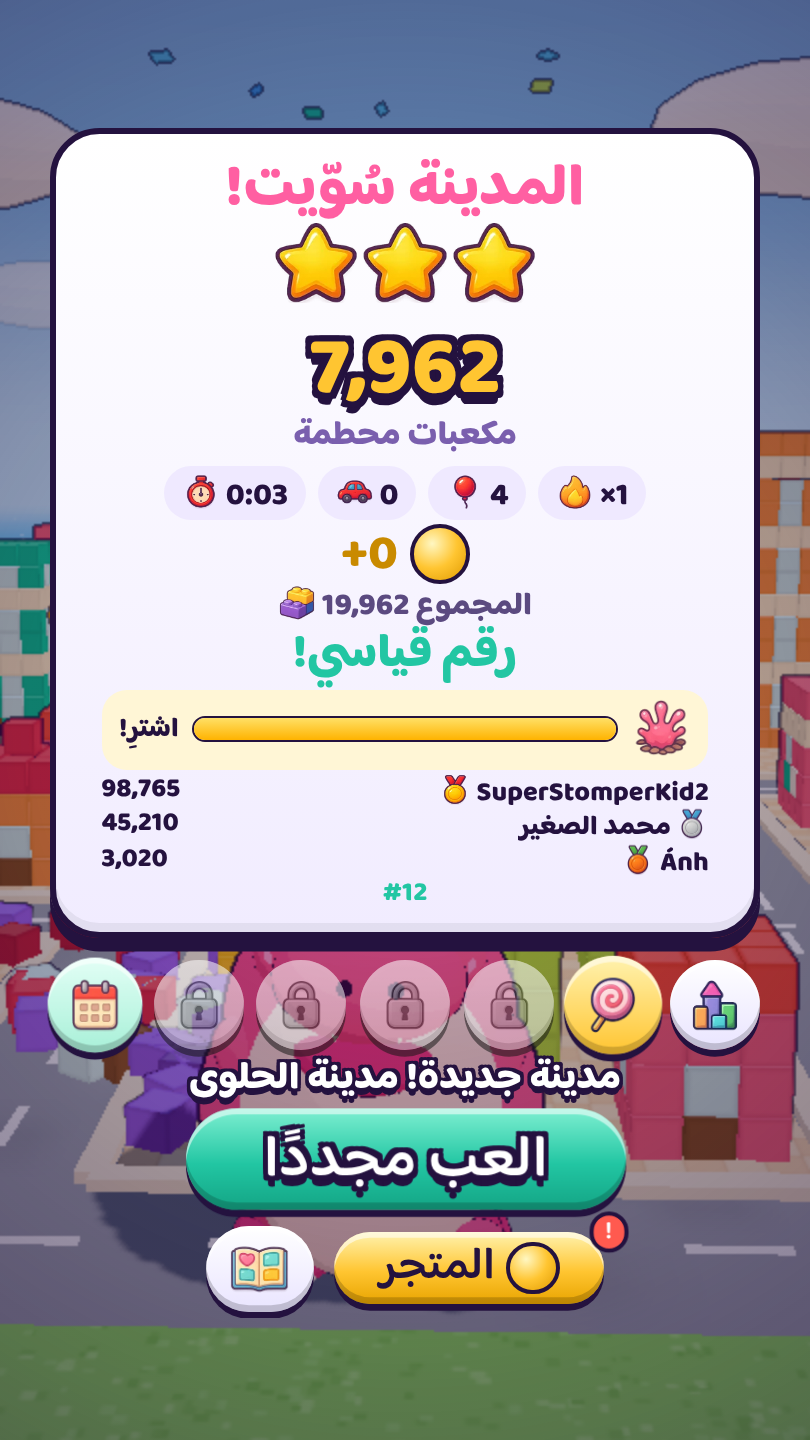 المدينة سُوّيت!
7,962
مكعبات محطمة
×1
4
0
0:03
+0
المجموع 19,962
رقم قياسي!
اشترِ!
SuperStomperKid2 98,765
محمد الصغير 45,210
Ánh 3,020
#12
مدينة جديدة! مدينة الحلوى
العب مجددًا
!
المتجر